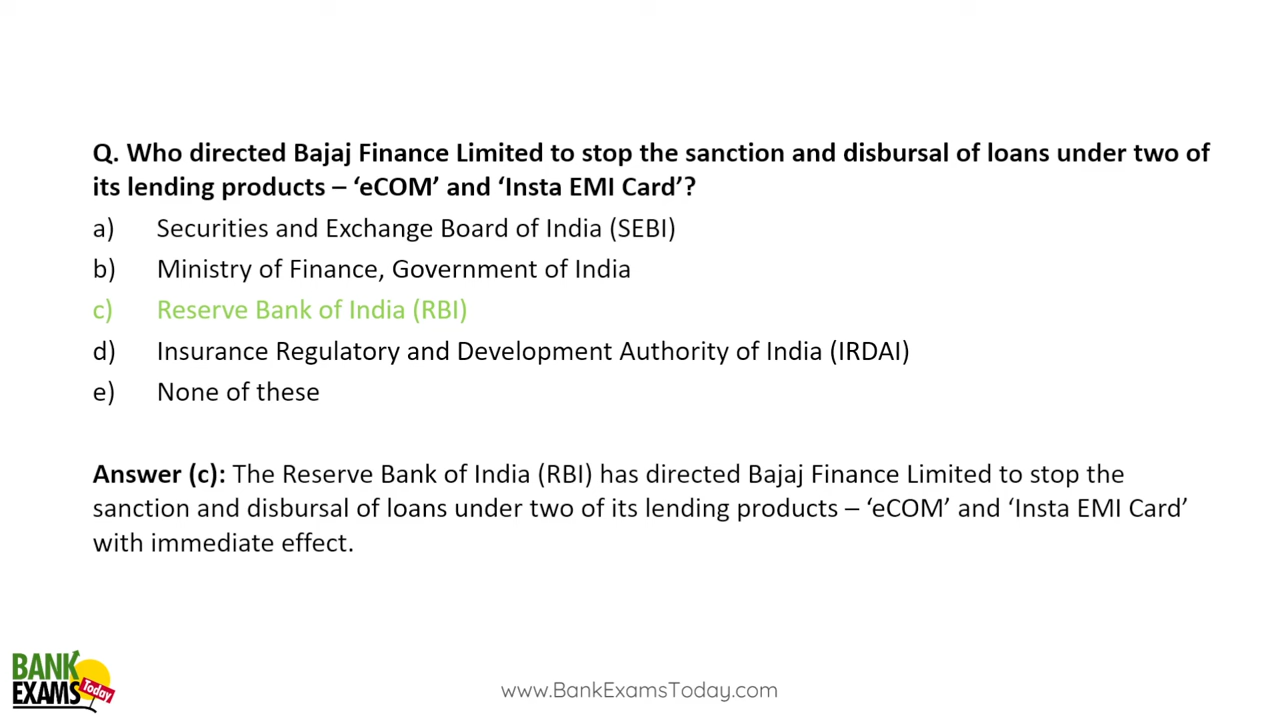 Q. Who directed Bajaj Finance Limited to stop the sanction and disbursal of loans under two of
its lending products – ‘eCOM’ and ‘Insta EMI Card’?
a) Securities and Exchange Board of India (SEBI)
b) Ministry of Finance, Government of India
c) Reserve Bank of India (RBI)
d) Insurance Regulatory and Development Authority of India (IRDAI)
e) None of these
Answer (c): The Reserve Bank of India (RBI) has directed Bajaj Finance Limited to stop the
sanction and disbursal of loans under two of its lending products – ‘eCOM’ and ‘Insta EMI Card’
with immediate effect.
BANK
EXAMS
Today
www.BankExamsToday.com